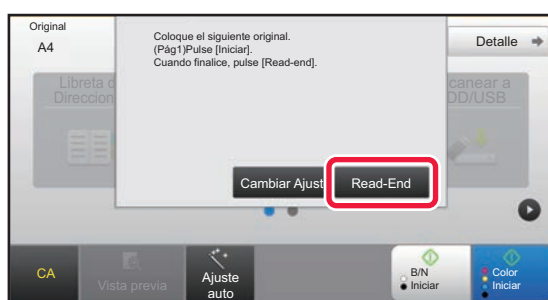 Original
A4
Coloque el siguiente original.
(Pág1)Pulse [Iniciar].
Cuando finalice, pulse [Read-end].
Detalle
Libreta d
Direccion
canear a
DD/USB
Cambiar Ajust
Read-End
CA
Vista previa
Ajuste
auto
B/N
Iniciar
Color
Iniciar